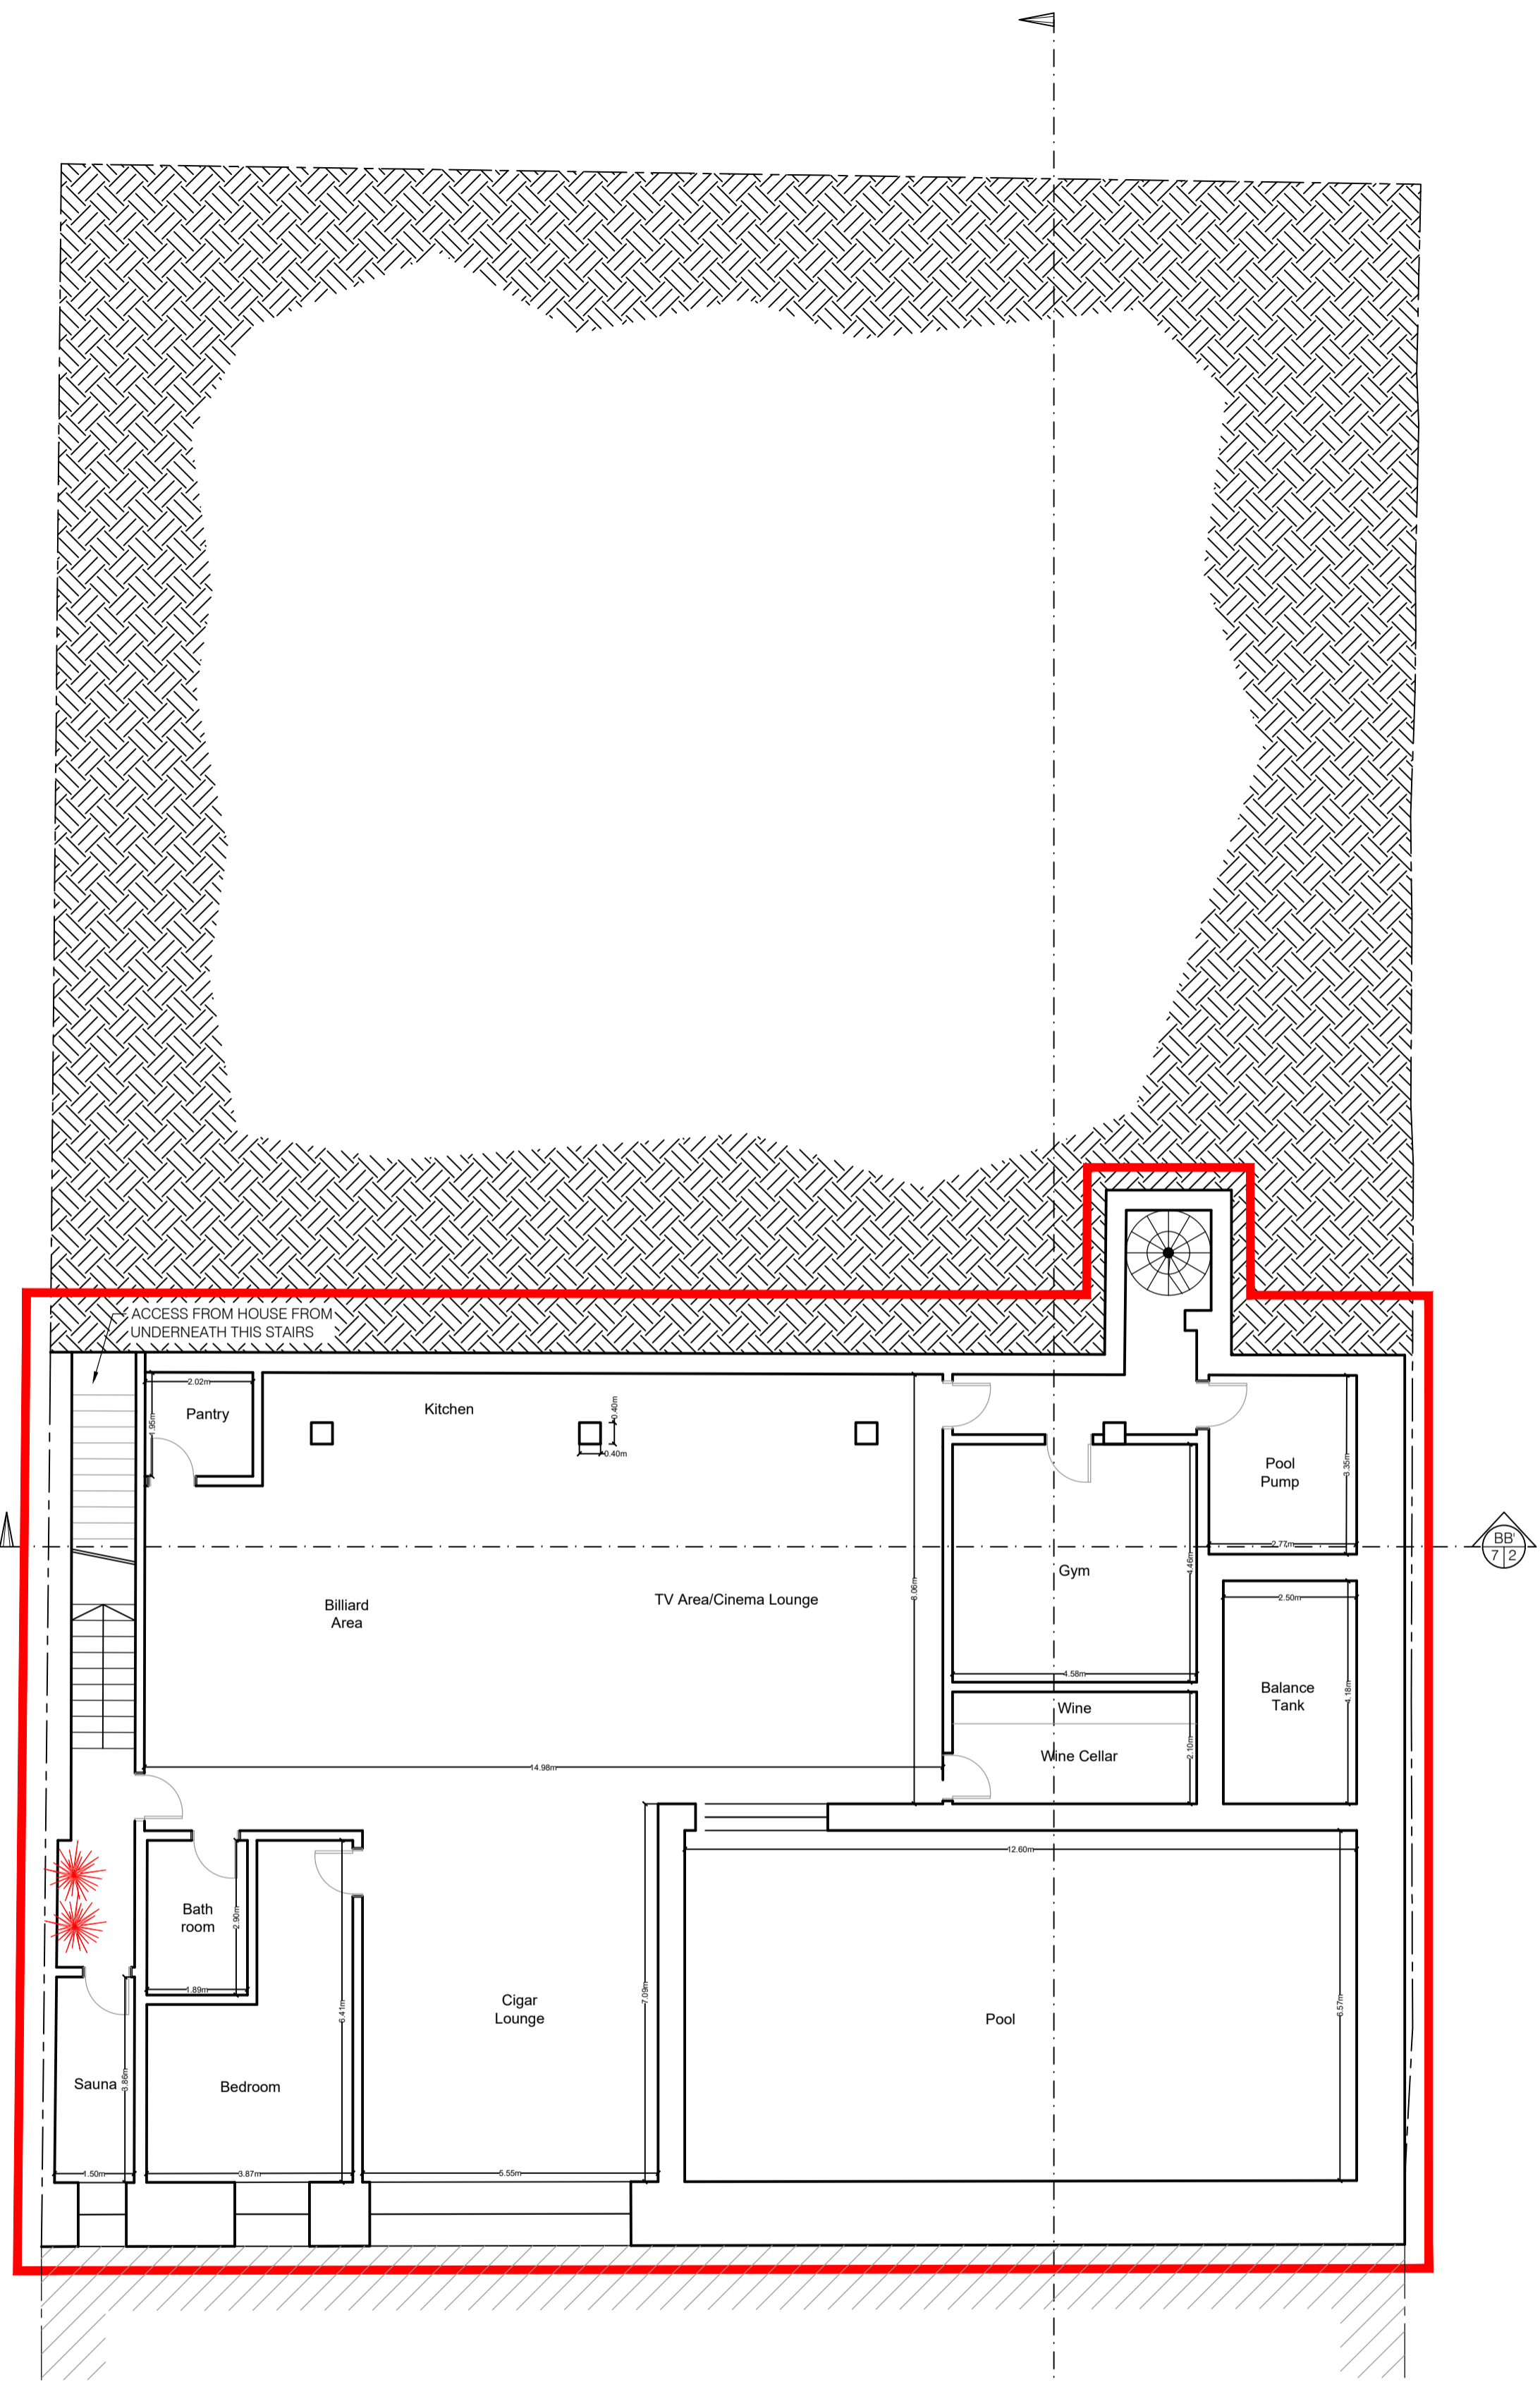 ACCESS FROM HOUSE FROM
UNDERNEATH THIS STAIRS
2.02m
1.95m
Pantry
Kitchen
0.40m
0.40m
Pool
Pump
3.35m
2.77m
BB'
7 2
Gym
4.46m
4.58m
Billiard
Area
TV Area/Cinema Lounge
8.06m
2.50m
Balance
Tank
4.18m
Wine
Wine Cellar
2.10m
14.98m
12.60m
Bath
room
2.90m
1.89m
6.41m
Cigar
Lounge
7.09m
Pool
6.57m
Sauna
3.86m
Bedroom
1.50m
3.87m
5.55m